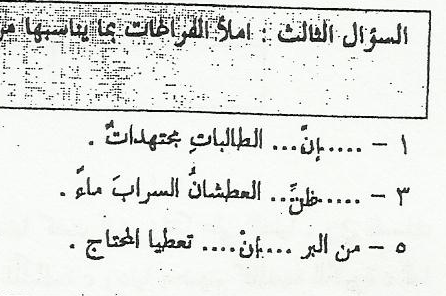 السؤال الثالث : املأ الفراغات بما يناسبها من
١ – .....إنَّ.... الطالباتِ مجتهداتٌ .
٣ – .....ظنَّ.... العطشانُ السرابَ ماءً .
٥ – من البر ....إنْ.... تعطيا المحتاج .